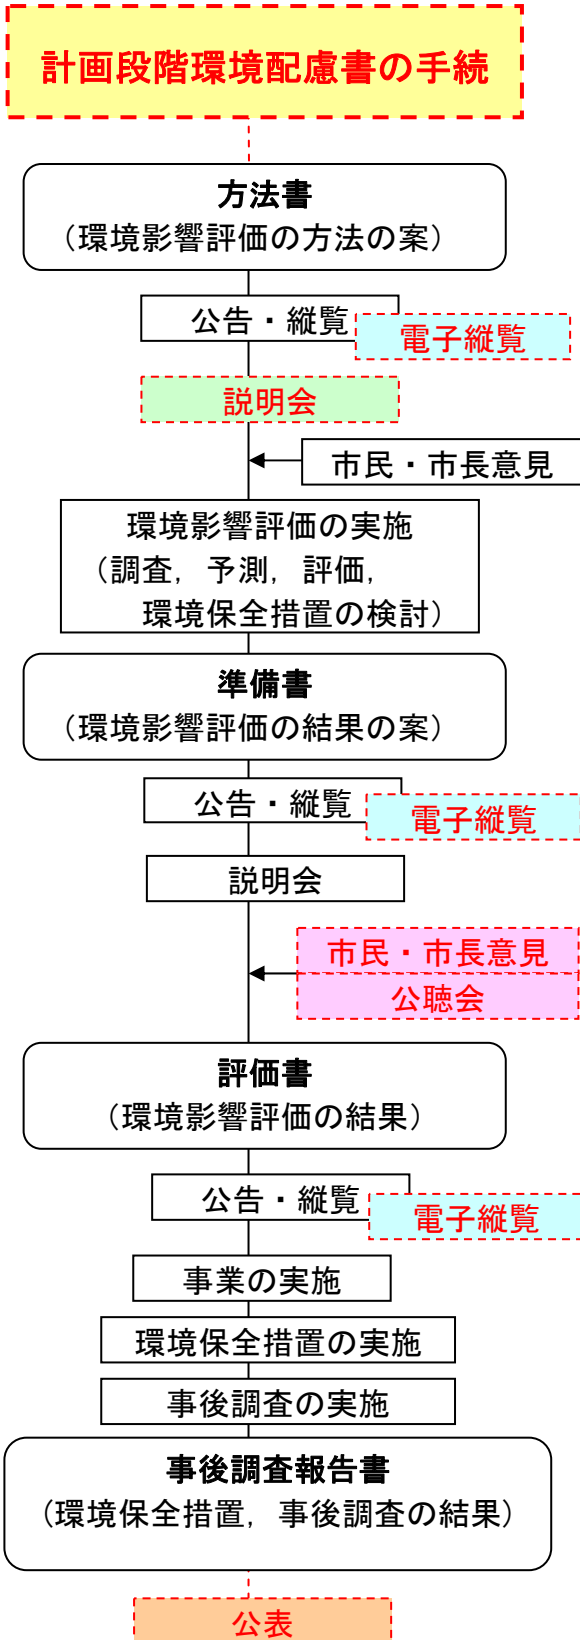 計画段階環境配慮書の手続
方法書
（環境影響評価の方法の案）
公告・縦覧
電子縦覧
説明会
市民・市長意見
環境影響評価の実施
（調査，予測，評価，
環境保全措置の検討）
準備書
（環境影響評価の結果の案）
公告・縦覧
電子縦覧
説明会
市民・市長意見
公聴会
評価書
（環境影響評価の結果）
公告・縦覧
電子縦覧
事業の実施
環境保全措置の実施
事後調査の実施
事後調査報告書
（環境保全措置，事後調査の結果）
公表